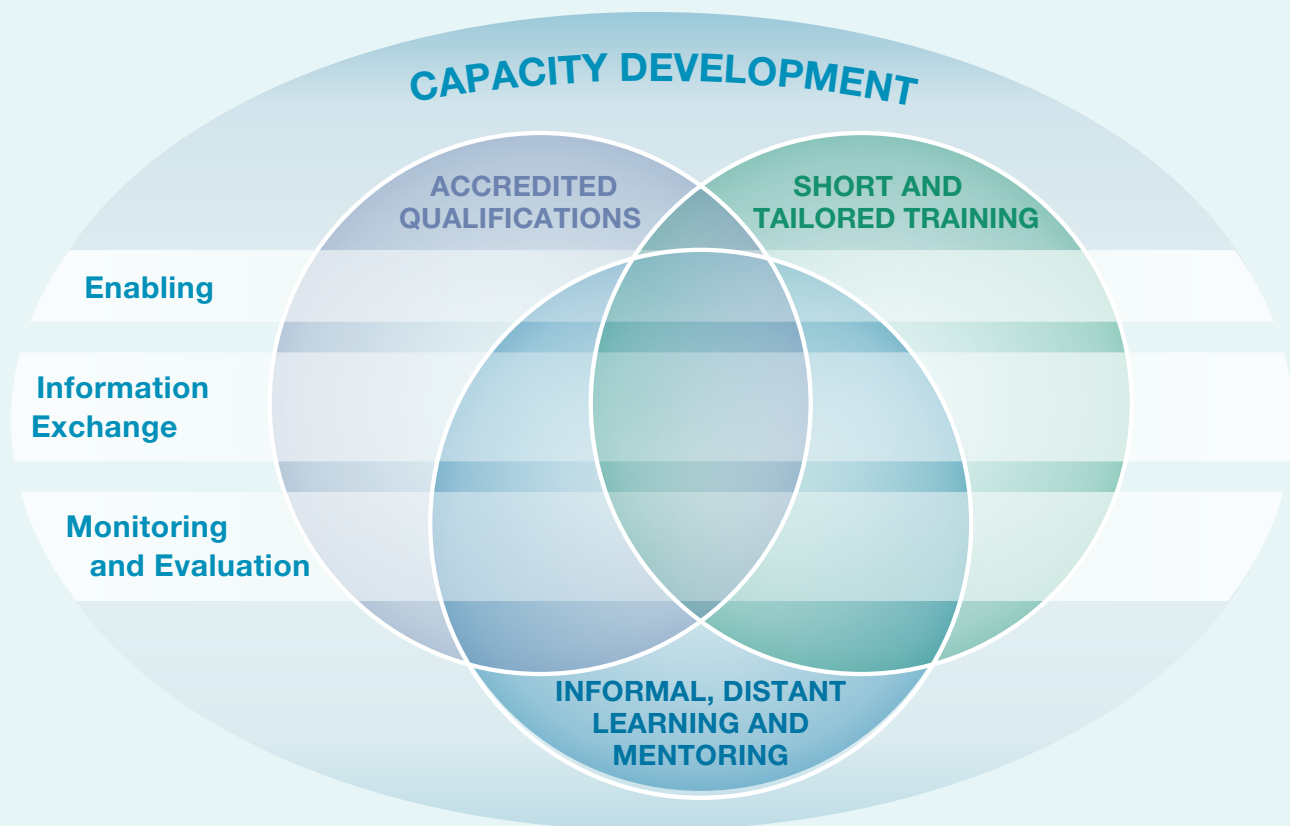 CAPACITY DEVELOPMENT
ACCREDITED
QUALIFICATIONS
SHORT AND
TAILORED TRAINING
Enabling
Information
Exchange
Monitoring
and Evaluation
INFORMAL, DISTANT
LEARNING AND
MENTORING